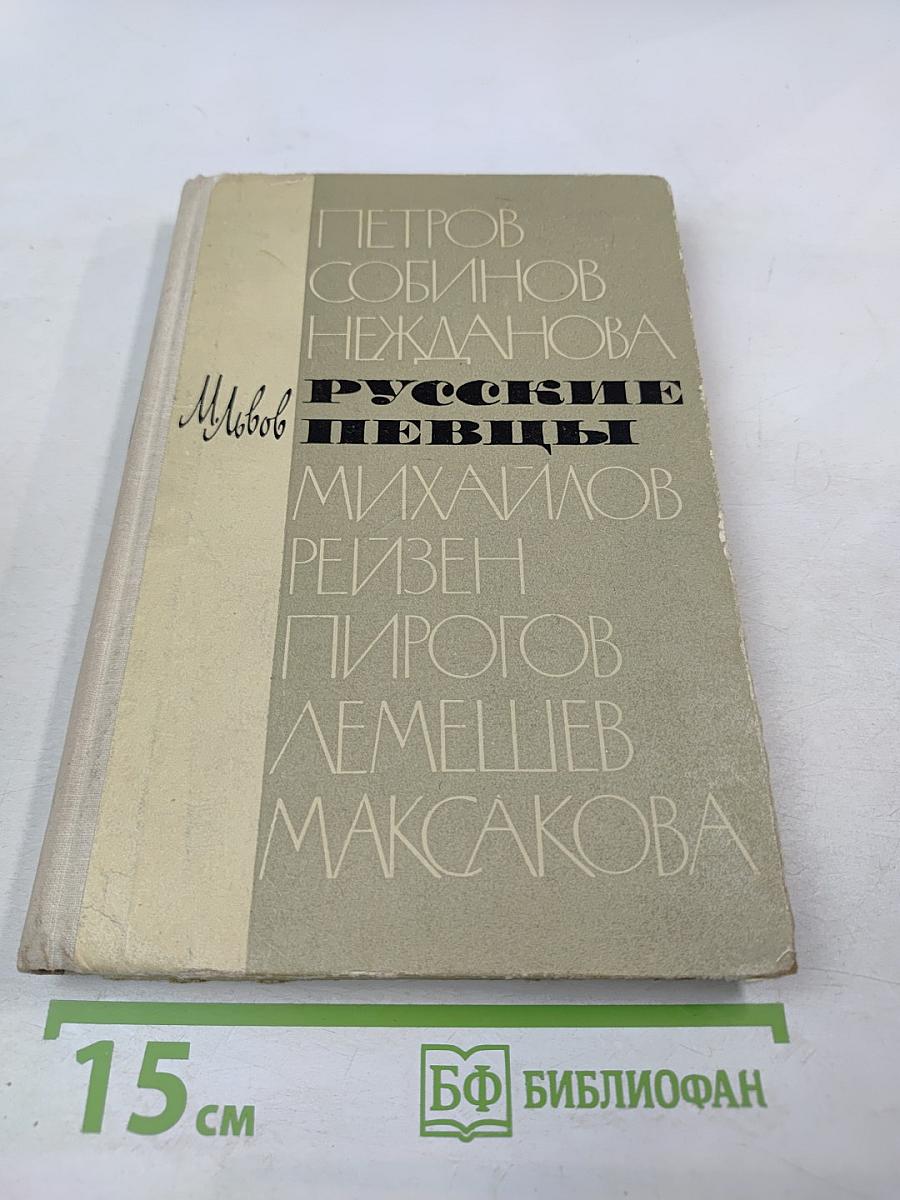 ПЕТРОВ
СОБИНОВ
НЕЖДАНОВА
М. Львов
РУССКИЕ
ПЕВЦЫ
МИХАЙЛОВ
РЕЙЗЕН
ПИРОГОВ
ЛЕМЕШЕВ
МАКСАКОВА
15 см
БФ БИБЛИОФАН